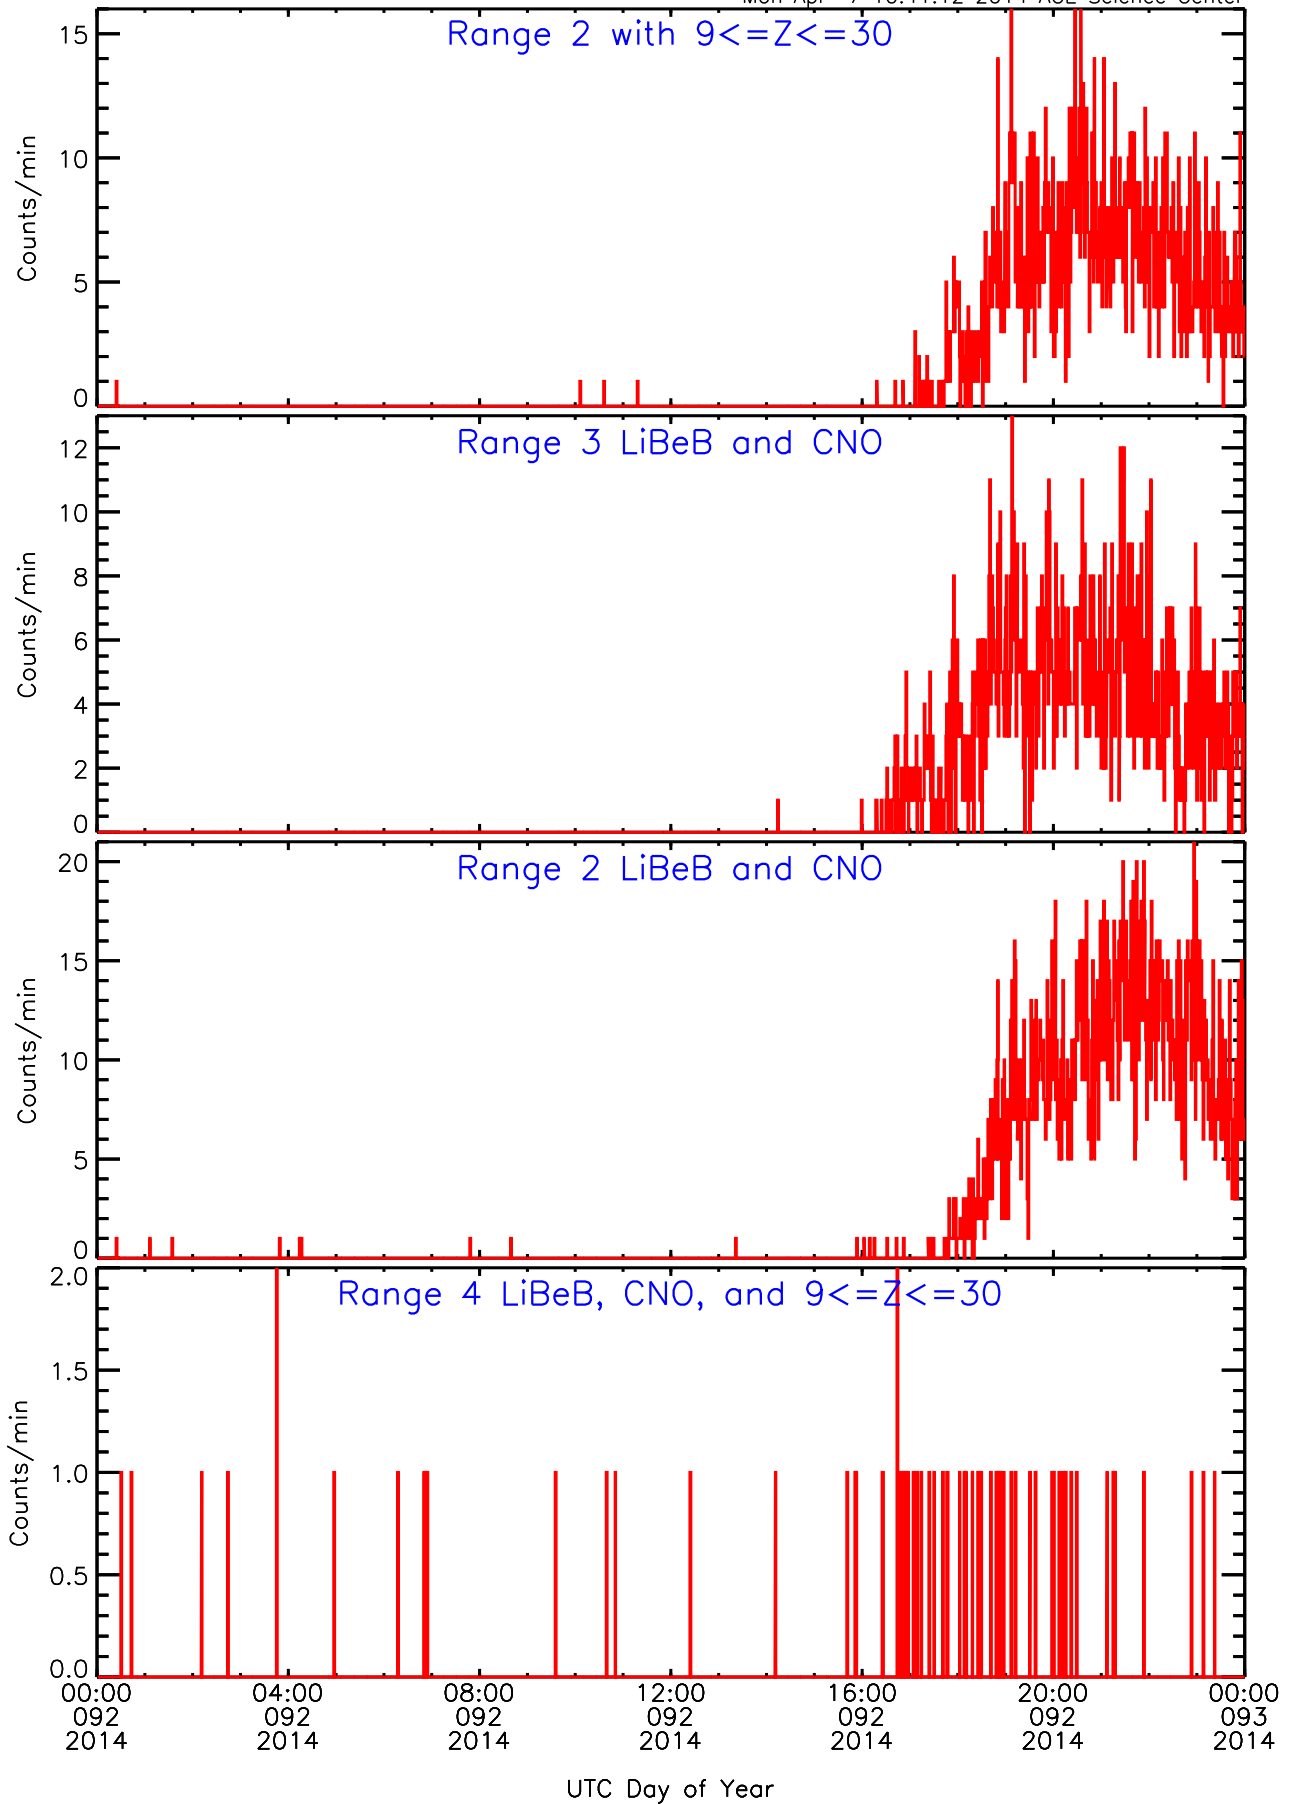 Range 2 with 9<=Z<=30
15
10
5
0
Counts/min
Range 3 LiBeB and CNO
12
10
8
6
4
2
0
Counts/min
Range 2 LiBeB and CNO
20
15
10
5
0
Counts/min
Range 4 LiBeB, CNO, and 9<=Z<=30
2.0
1.5
1.0
0.5
0.0
Counts/min
00:00 04:00 08:00 12:00 16:00 20:00 00:00
092 092 092 092 092 092 093
2014 2014 2014 2014 2014 2014 2014
UTC Day of Year